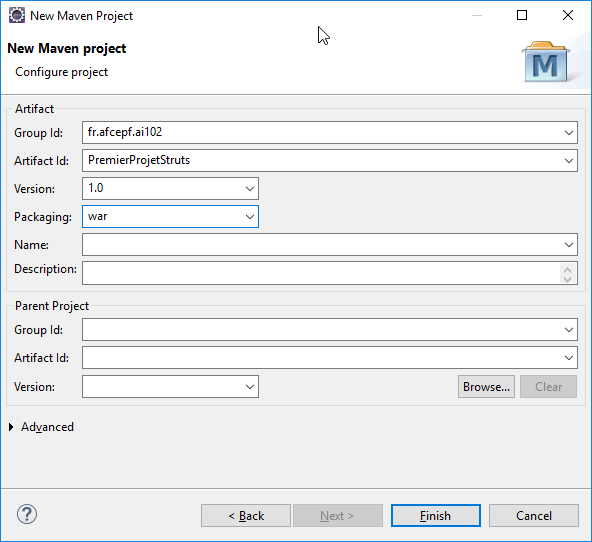 New Maven Project
New Maven project
Configure project
M
Artifact
Group Id: fr.afcepf.ai102
Artifact Id: PremierProjetStruts
Version: 1.0
Packaging: war
Name:
Description:
Parent Project
Group Id:
Artifact Id:
Version: Browse... Clear
Advanced
? < Back Next > Finish Cancel